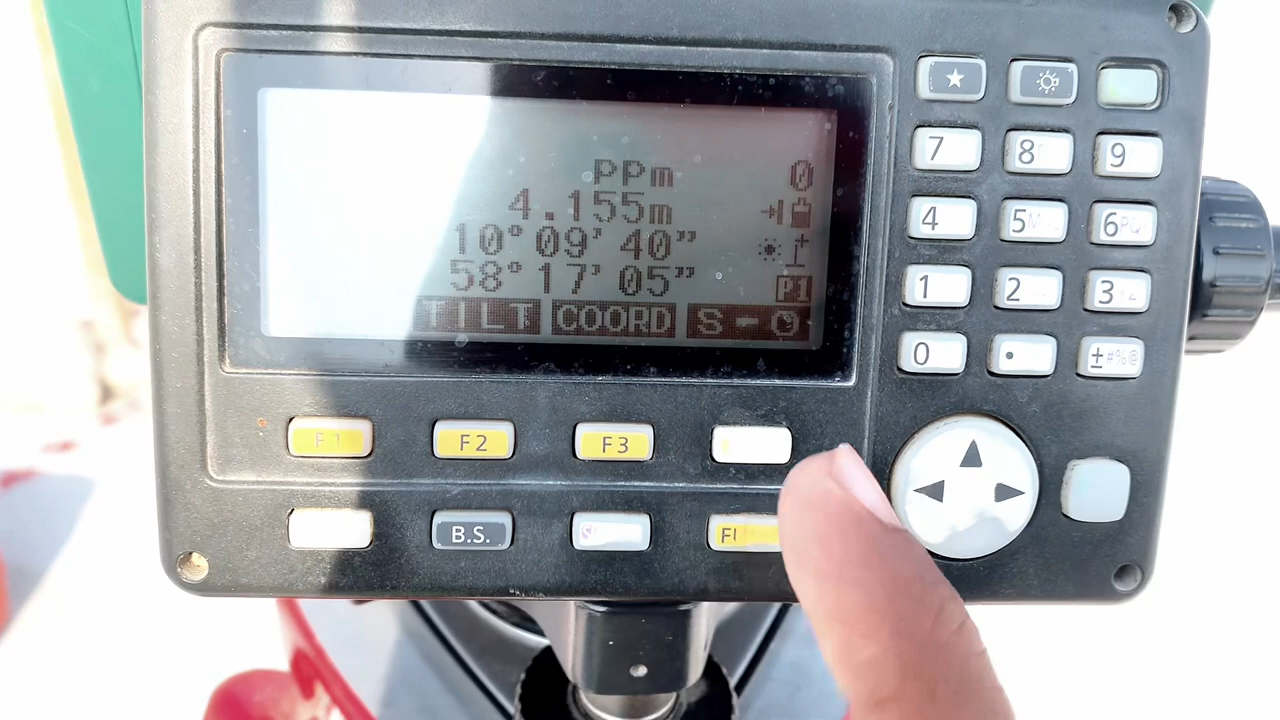 PPm 0
4.155m
10°09'40"
58°17'05" P1
TILT COORD S-O
7 8 9
4 5 6PQ
1 2 3
0 • ±#%@
F1 F2 F3
B.S.